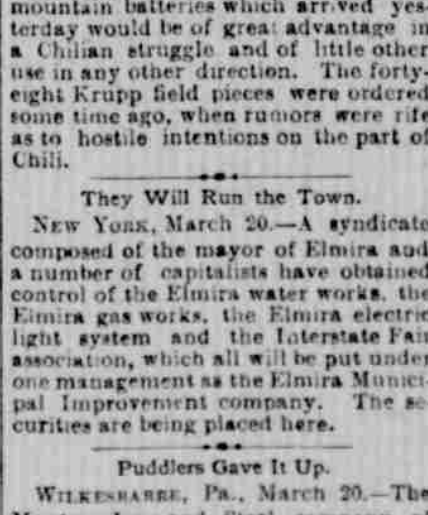 mountain batteries which arrived yes-
terday would be of great advantage in
a Chilian struggle and of little other
use in any other direction. The forty-
eight Krupp field pieces were ordered
some time ago, when rumors were rife
as to hostile intentions on the part of
Chili.
They Will Run the Town.
NEW YORK, March 20.—A syndicate
composed of the mayor of Elmira and
a number of capitalists have obtained
control of the Elmira water works, the
Elmira gas works, the Elmira electric
light system and the Interstate Fair
association, which all will be put under
one management as the Elmira Munici-
pal Improvement company. The se-
curities are being placed here.
Puddlers Gave It Up.
WILKESBARRE, Pa., March 20.—The